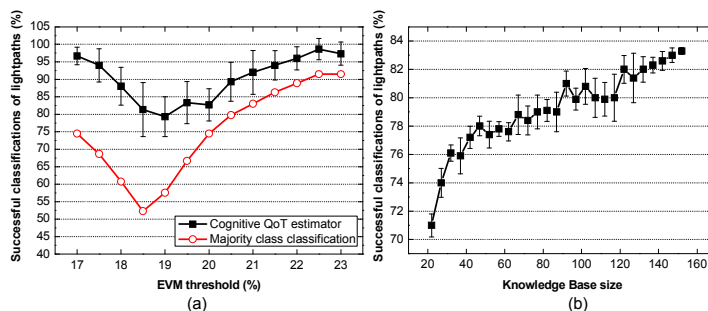 Successful classifications of lightpaths (%)
105
100
95
90
85
80
75
70
65
60
55
50
45
40
Cognitive QoT estimator
Majority class classification
17 18 19 20 21 22 23
EVM threshold (%)
(a)
Successful classifications of lightpaths (%)
84
82
80
78
76
74
72
70
20 40 60 80 100 120 140 160
Knowledge Base size
(b)